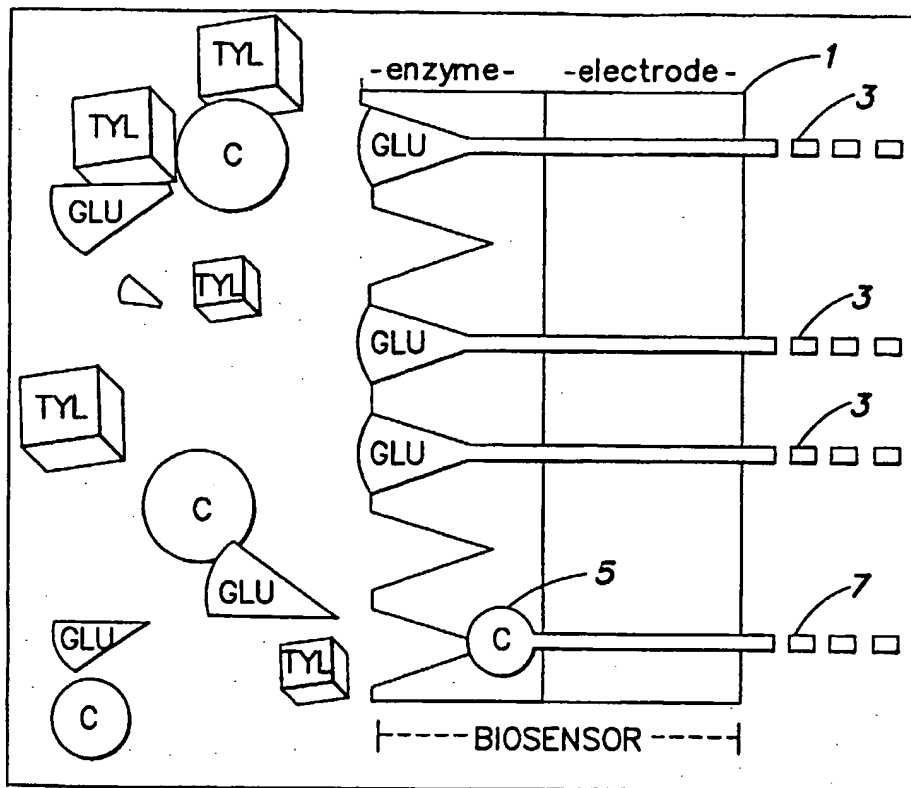 TYL
-enzyme-
-electrode-
1
3
TYL
C
GLU
GLU
TYL
3
GLU
TYL
3
GLU
C
GLU
5
7
GLU
TYL
C
C
|----BIOSENSOR----|